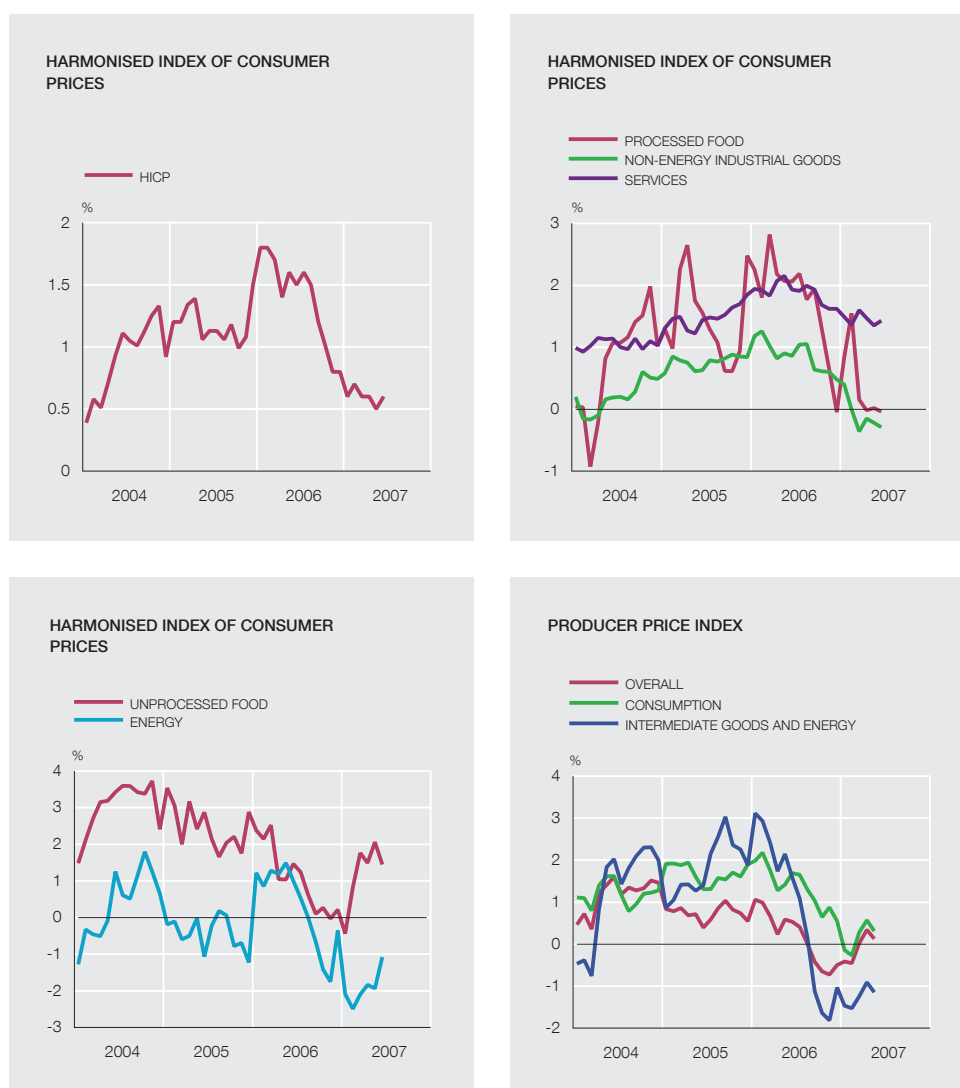 HARMONISED INDEX OF CONSUMER
PRICES
HICP
%
2
1.5
1
0.5
0
2004 2005 2006 2007
HARMONISED INDEX OF CONSUMER
PRICES
PROCESSED FOOD
NON-ENERGY INDUSTRIAL GOODS
SERVICES
%
3
2
1
0
-1
2004 2005 2006 2007
HARMONISED INDEX OF CONSUMER
PRICES
UNPROCESSED FOOD
ENERGY
%
4
3
2
1
0
-1
-2
-3
2004 2005 2006 2007
PRODUCER PRICE INDEX
OVERALL
CONSUMPTION
INTERMEDIATE GOODS AND ENERGY
%
4
3
2
1
0
-1
-2
2004 2005 2006 2007